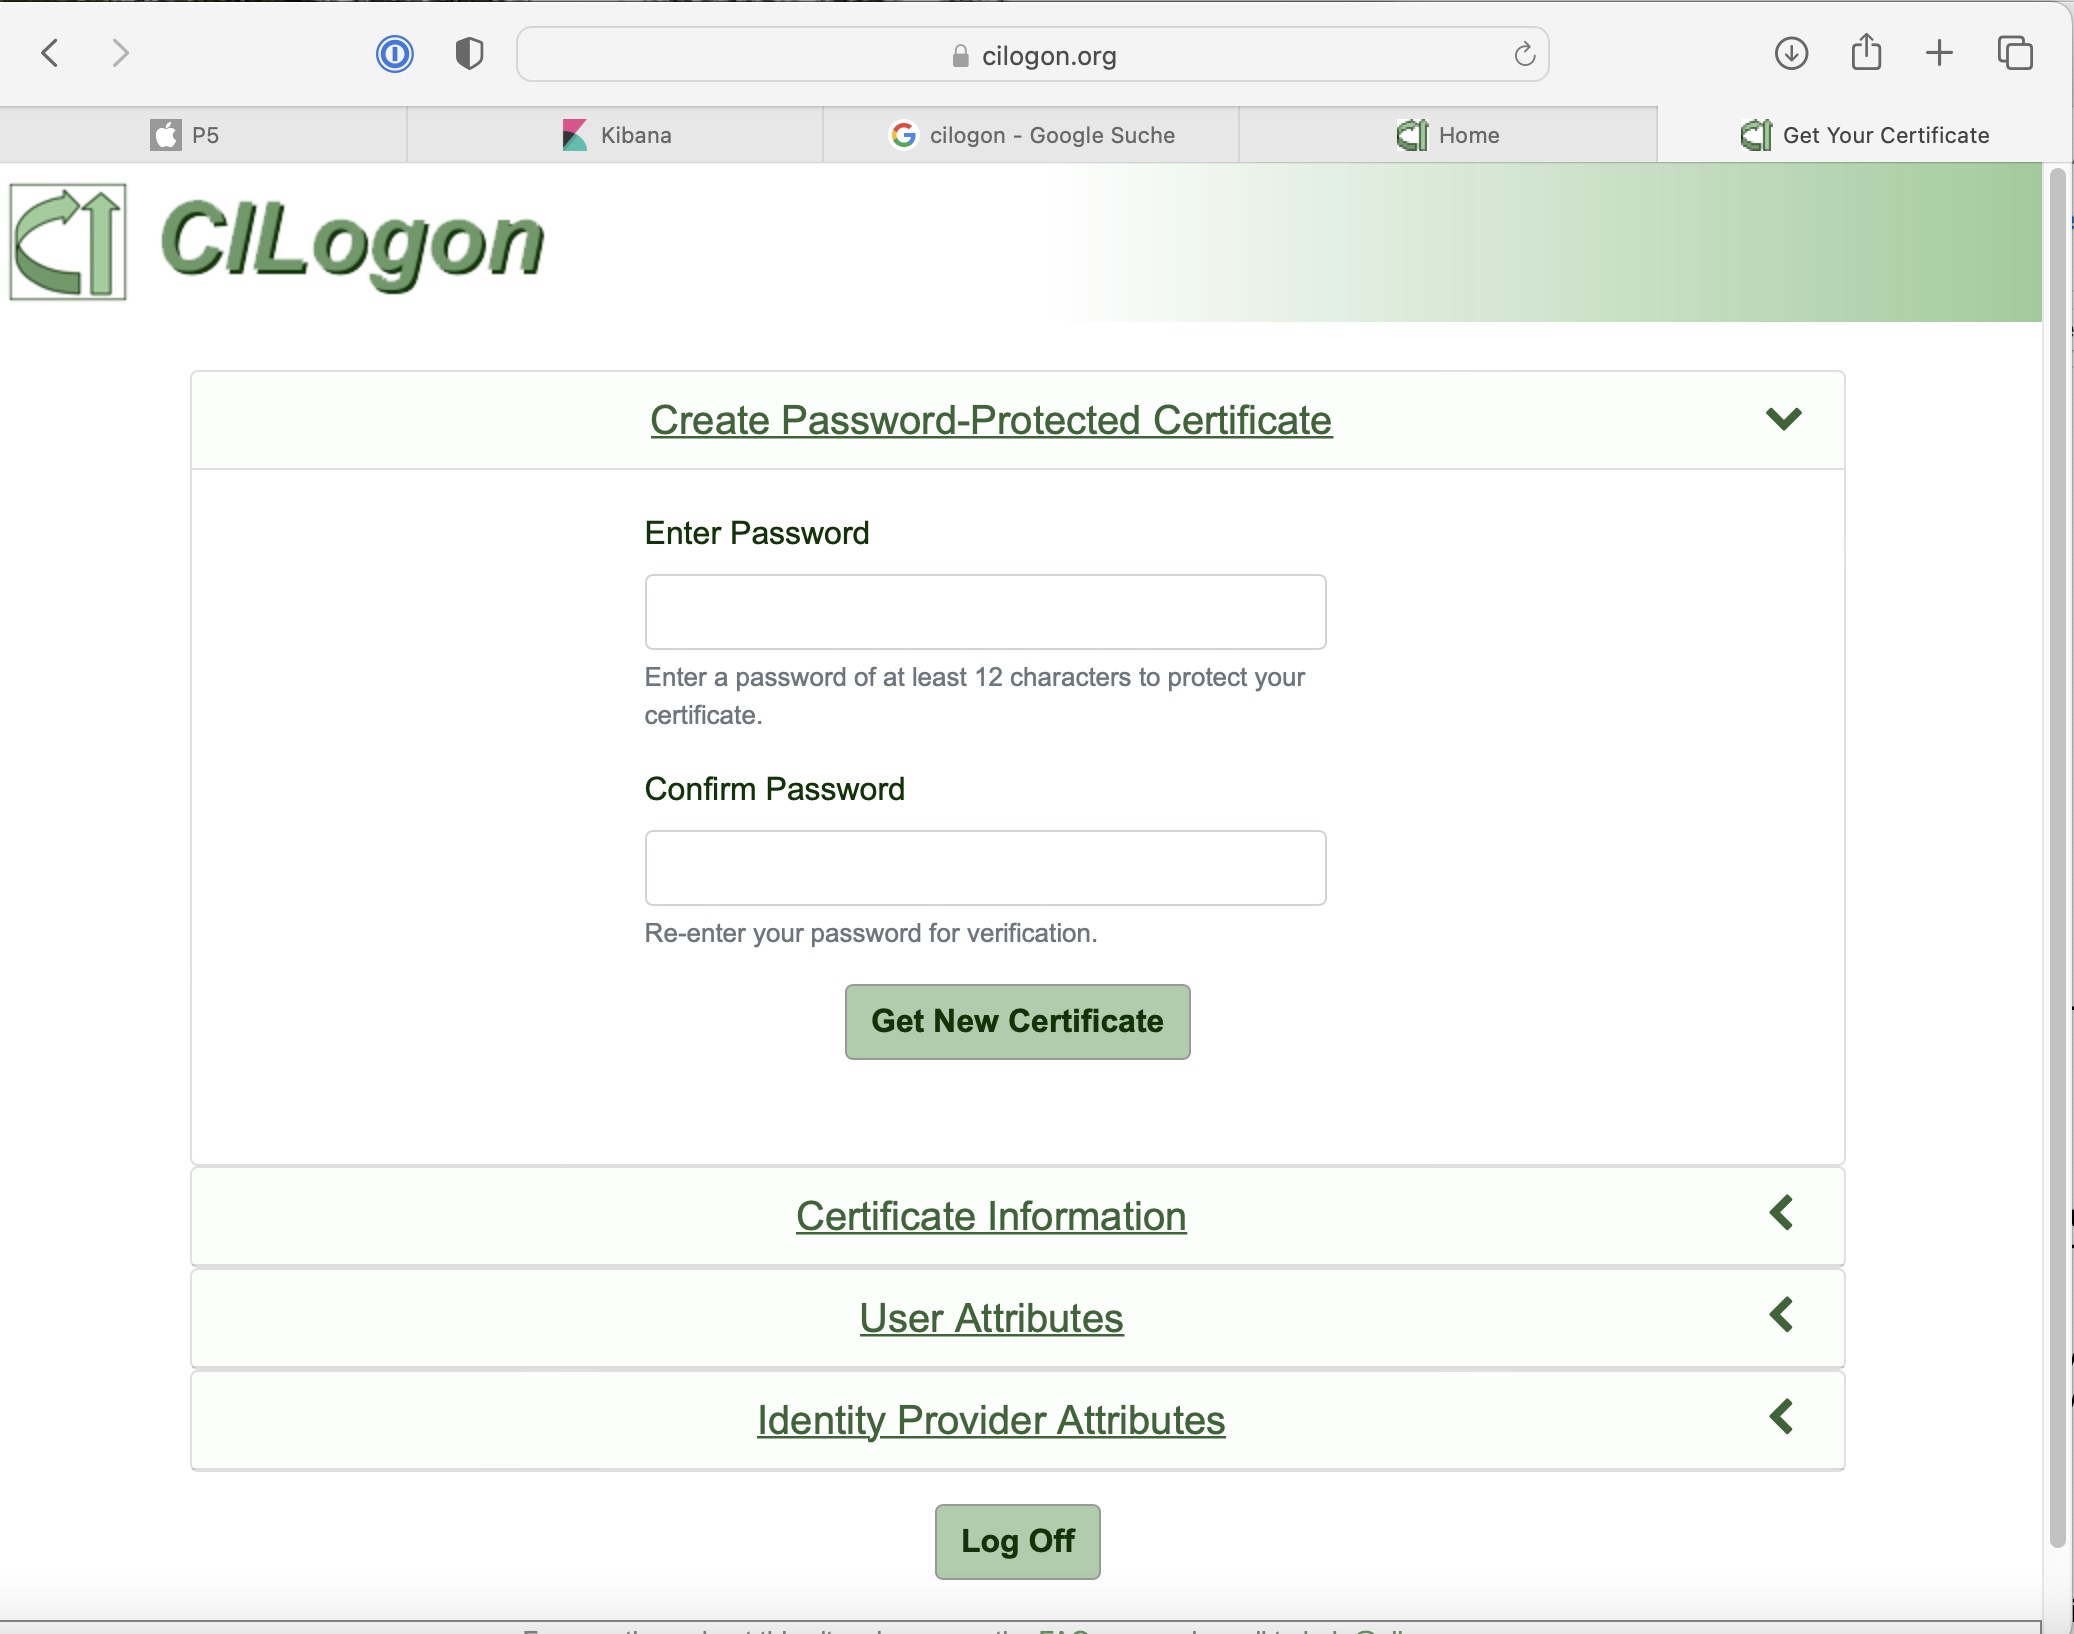 cilogon.org
P5
Kibana
cilogon - Google Suche
Home
Get Your Certificate
CILogon
Create Password-Protected Certificate
Enter Password
Enter a password of at least 12 characters to protect your
certificate.
Confirm Password
Re-enter your password for verification.
Get New Certificate
Certificate Information
User Attributes
Identity Provider Attributes
Log Off